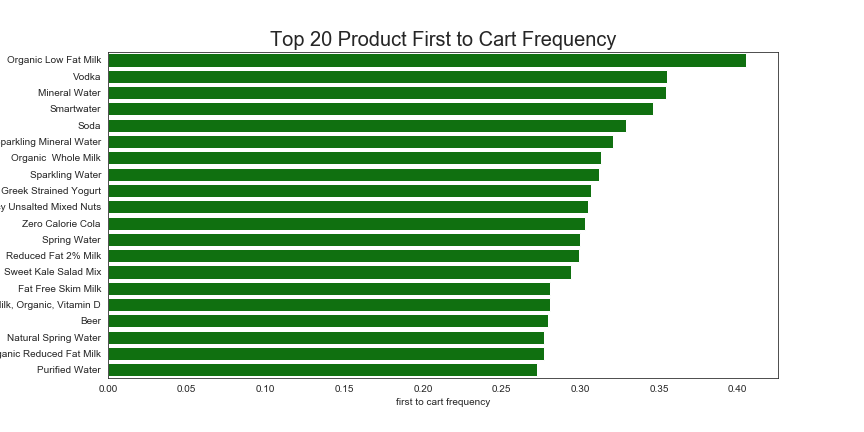 Top 20 Product First to Cart Frequency
Organic Low Fat Milk
Vodka
Mineral Water
Smartwater
Soda
Mineral Water
Organic  Whole Milk
Sparkling Water
Greek Strained Yogurt
Unsalted Mixed Nuts
Zero Calorie Cola
Spring Water
Reduced Fat 2% Milk
Sweet Kale Salad Mix
Fat Free Skim Milk
Organic, Vitamin D
Beer
Natural Spring Water
Reduced Fat Milk
Purified Water
0.00 0.05 0.10 0.15 0.20 0.25 0.30 0.35 0.40
first to cart frequency